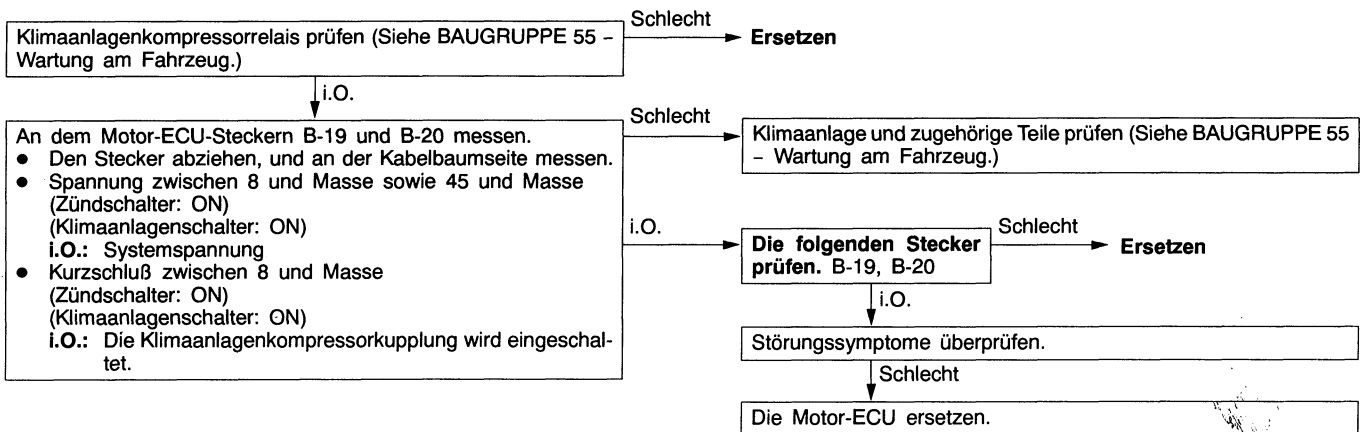 Klimaanlagenkompressorrelais prüfen (Siehe BAUGRUPPE 55 –
Wartung am Fahrzeug.)
Schlecht
Ersetzen
i.O.
An dem Motor-ECU-Steckern B-19 und B-20 messen.
● Den Stecker abziehen, und an der Kabelbaumseite messen.
● Spannung zwischen 8 und Masse sowie 45 und Masse
(Zündschalter: ON)
(Klimaanlagenschalter: ON)
i.O.: Systemspannung
● Kurzschluß zwischen 8 und Masse
(Zündschalter: ON)
(Klimaanlagenschalter: ON)
i.O.: Die Klimaanlagenkompressorkupplung wird eingeschal-
tet.
Schlecht
Klimaanlage und zugehörige Teile prüfen (Siehe BAUGRUPPE 55
– Wartung am Fahrzeug.)
i.O.
Die folgenden Stecker
prüfen. B-19, B-20
Schlecht
Ersetzen
i.O.
Störungssymptome überprüfen.
Schlecht
Die Motor-ECU ersetzen.